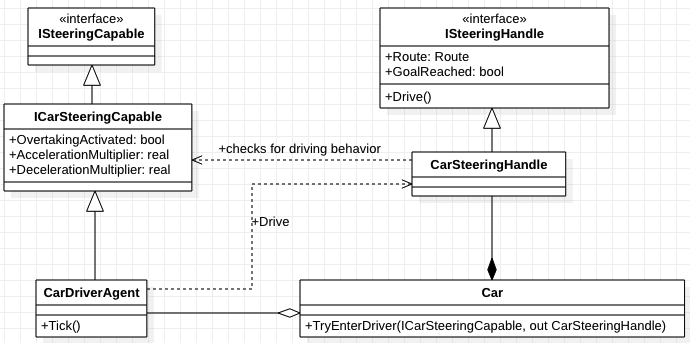 «interface»
ISteeringCapable
«interface»
ISteeringHandle
+Route: Route
+GoalReached: bool
+Drive()
ICarSteeringCapable
+OvertakingActivated: bool
+AccelerationMultiplier: real
+DecelerationMultiplier: real
+checks for driving behavior
CarSteeringHandle
+Drive
CarDriverAgent
+Tick()
Car
+TryEnterDriver(ICarSteeringCapable, out CarSteeringHandle)